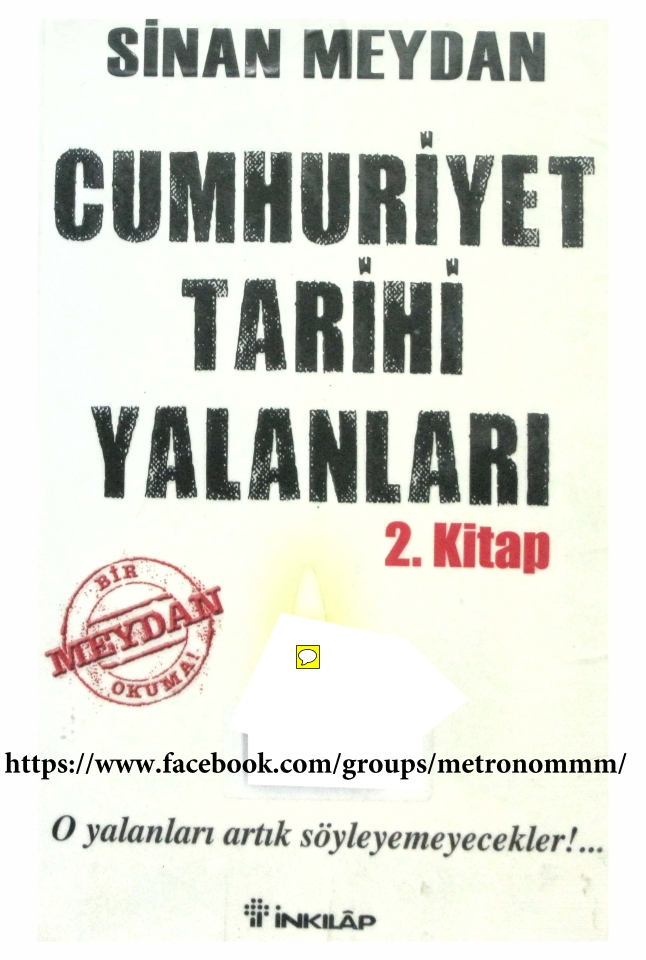 SİNAN MEYDAN
CUMHURİYET
TARİHİ
YALANLARI
2. Kitap
BİR
MEYDAN
OKUMA!
https://www.facebook.com/groups/metronommm/
O yalanları artık söyleyemeyecekler!...
İNKILÂP